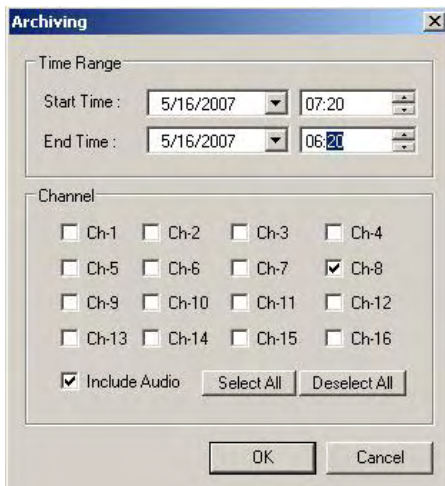 Archiving
Time Range
Start Time : 5/16/2007 07:20
End Time : 5/16/2007 06:20
Channel
Ch-1 Ch-2 Ch-3 Ch-4
Ch-5 Ch-6 Ch-7 Ch-8
Ch-9 Ch-10 Ch-11 Ch-12
Ch-13 Ch-14 Ch-15 Ch-16
Include Audio Select All Deselect All
OK Cancel